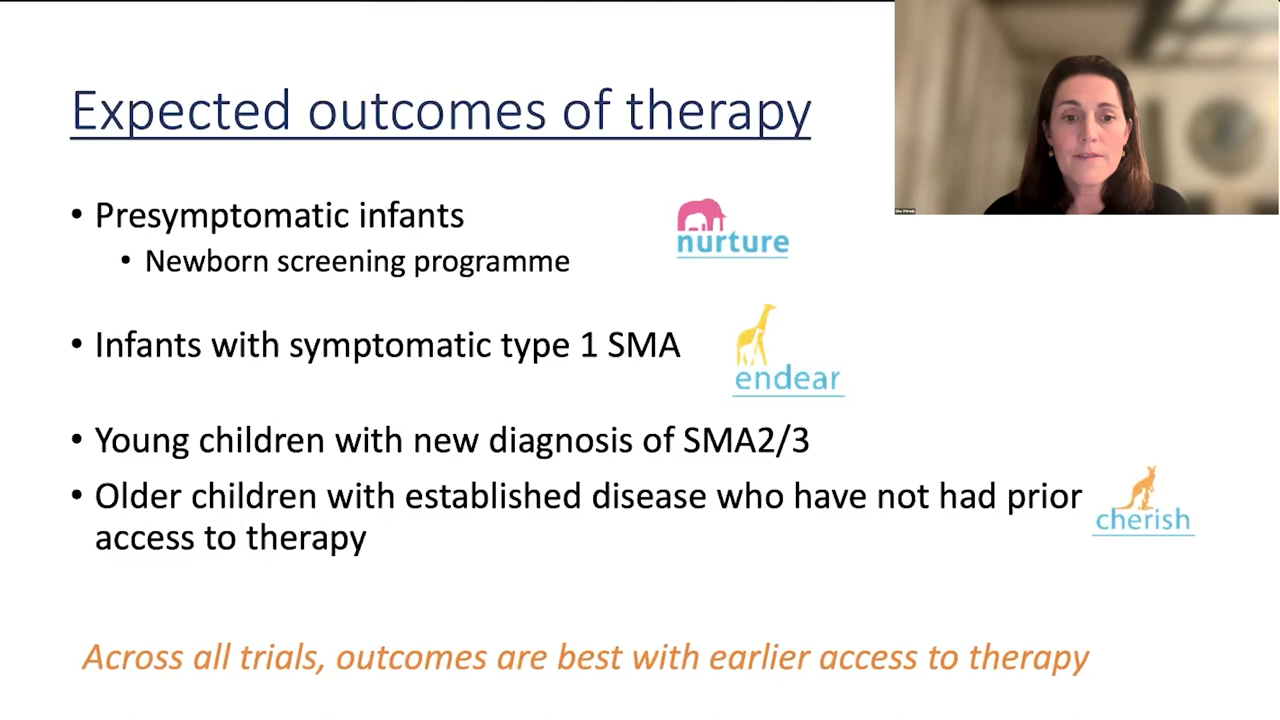 Expected outcomes of therapy
• Presymptomatic infants
nurture
• Newborn screening programme
• Infants with symptomatic type 1 SMA
endear
• Young children with new diagnosis of SMA2/3
• Older children with established disease who have not had prior
access to therapy
cherish
Across all trials, outcomes are best with earlier access to therapy